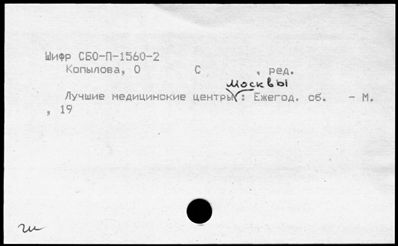 Шифр СБО-П-1560-2
Копылова, О С , ред.
Москвы
Лучшие медицинские центры : Ежегод. сб. - М.
, 19